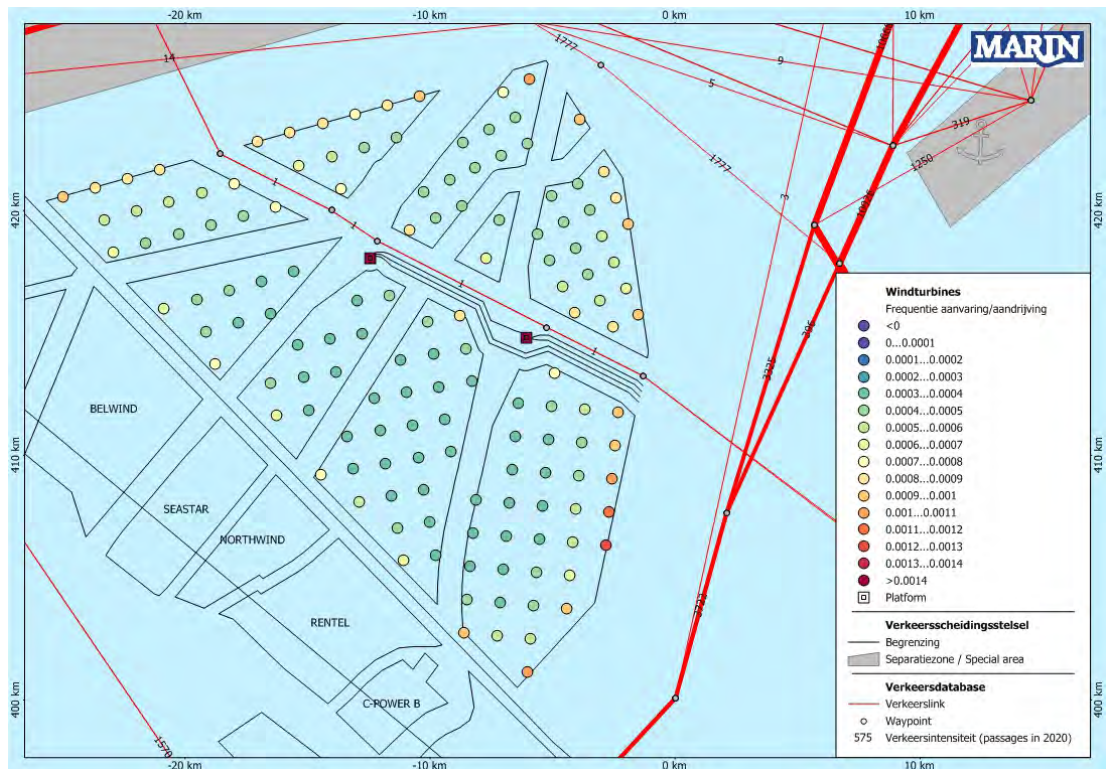 -20 km
-10 km
0 km
10 km
MARIN
14
1777
5
9
319
1250
1777
3
1
1
1
1
420 km
420 km
3325
395
410 km
410 km
BELWIND
SEASTAR
NORTHWIND
RENTEL
C-POWER B
3722
1570
400 km
400 km
-20 km
-10 km
0 km
10 km
Windturbines
Frequentie aanvaring/aandrijving
<0
0...0.0001
0.0001...0.0002
0.0002...0.0003
0.0003...0.0004
0.0004...0.0005
0.0005...0.0006
0.0006...0.0007
0.0007...0.0008
0.0008...0.0009
0.0009...0.001
0.001...0.0011
0.0011...0.0012
0.0012...0.0013
0.0013...0.0014
>0.0014
Platform
Verkeersscheidingsstelsel
Begrenzing
Separatiezone / Special area
Verkeersdatabase
Verkeerslink
Waypoint
575 Verkeersintensiteit (passages in 2020)